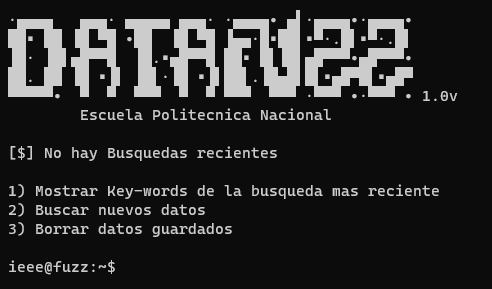 DATA4U22 1.0v
Escuela Politecnica Nacional
[$] No hay Busquedas recientes
1) Mostrar Key-words de la busqueda mas reciente
2) Buscar nuevos datos
3) Borrar datos guardados
ieee@fuzz:~$